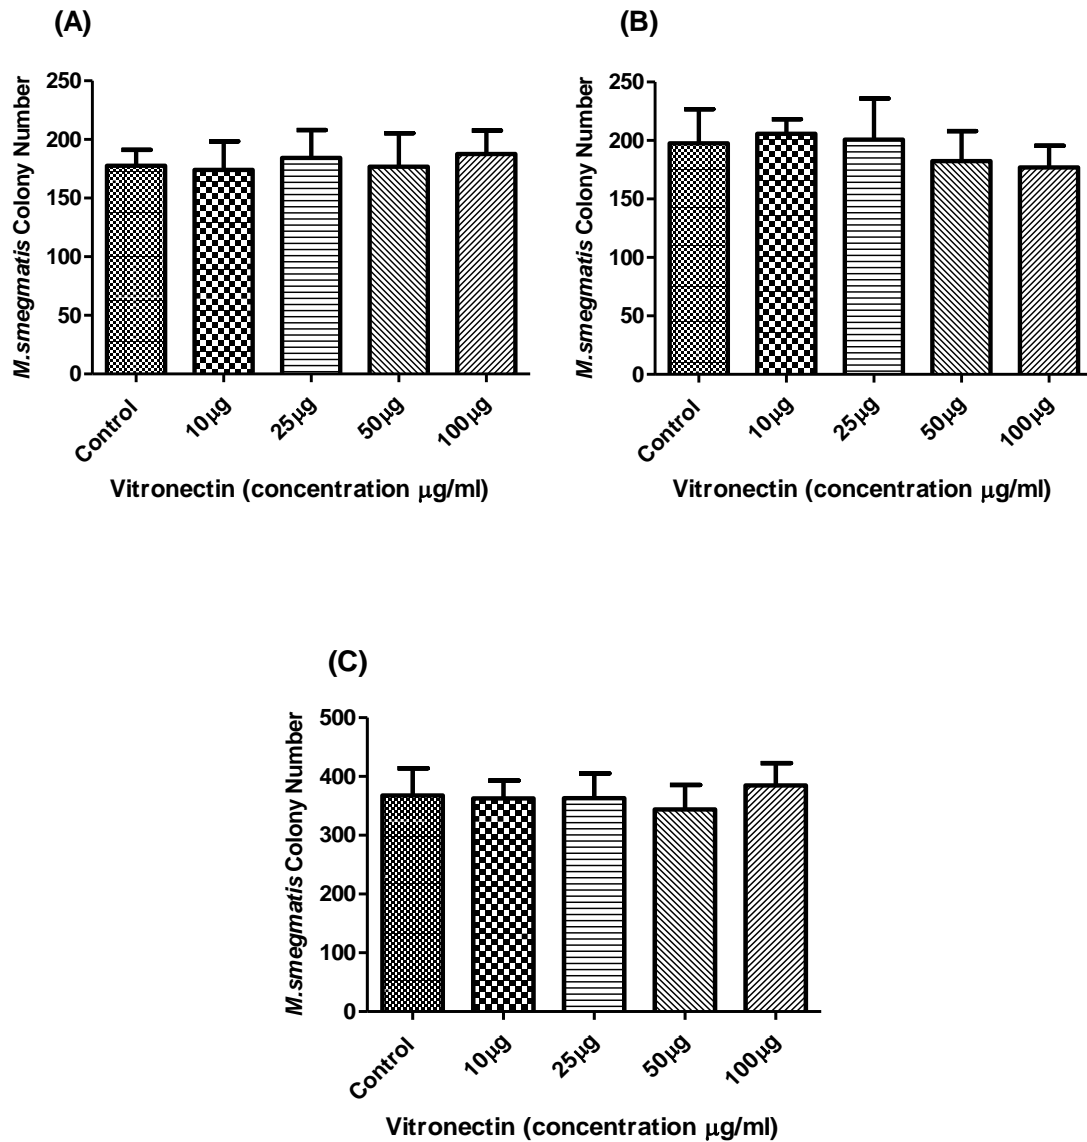 (A)
M.smegmatis Colony Number
250
200
150
100
50
0
Control
10µg
25µg
50µg
100µg
Vitronectin (concentration µg/ml)
(B)
M.smegmatis Colony Number
250
200
150
100
50
0
Control
10µg
25µg
50µg
100µg
Vitronectin (concentration µg/ml)
(C)
M.smegmatis Colony Number
500
400
300
200
100
0
Control
10µg
25µg
50µg
100µg
Vitronectin (concentration µg/ml)